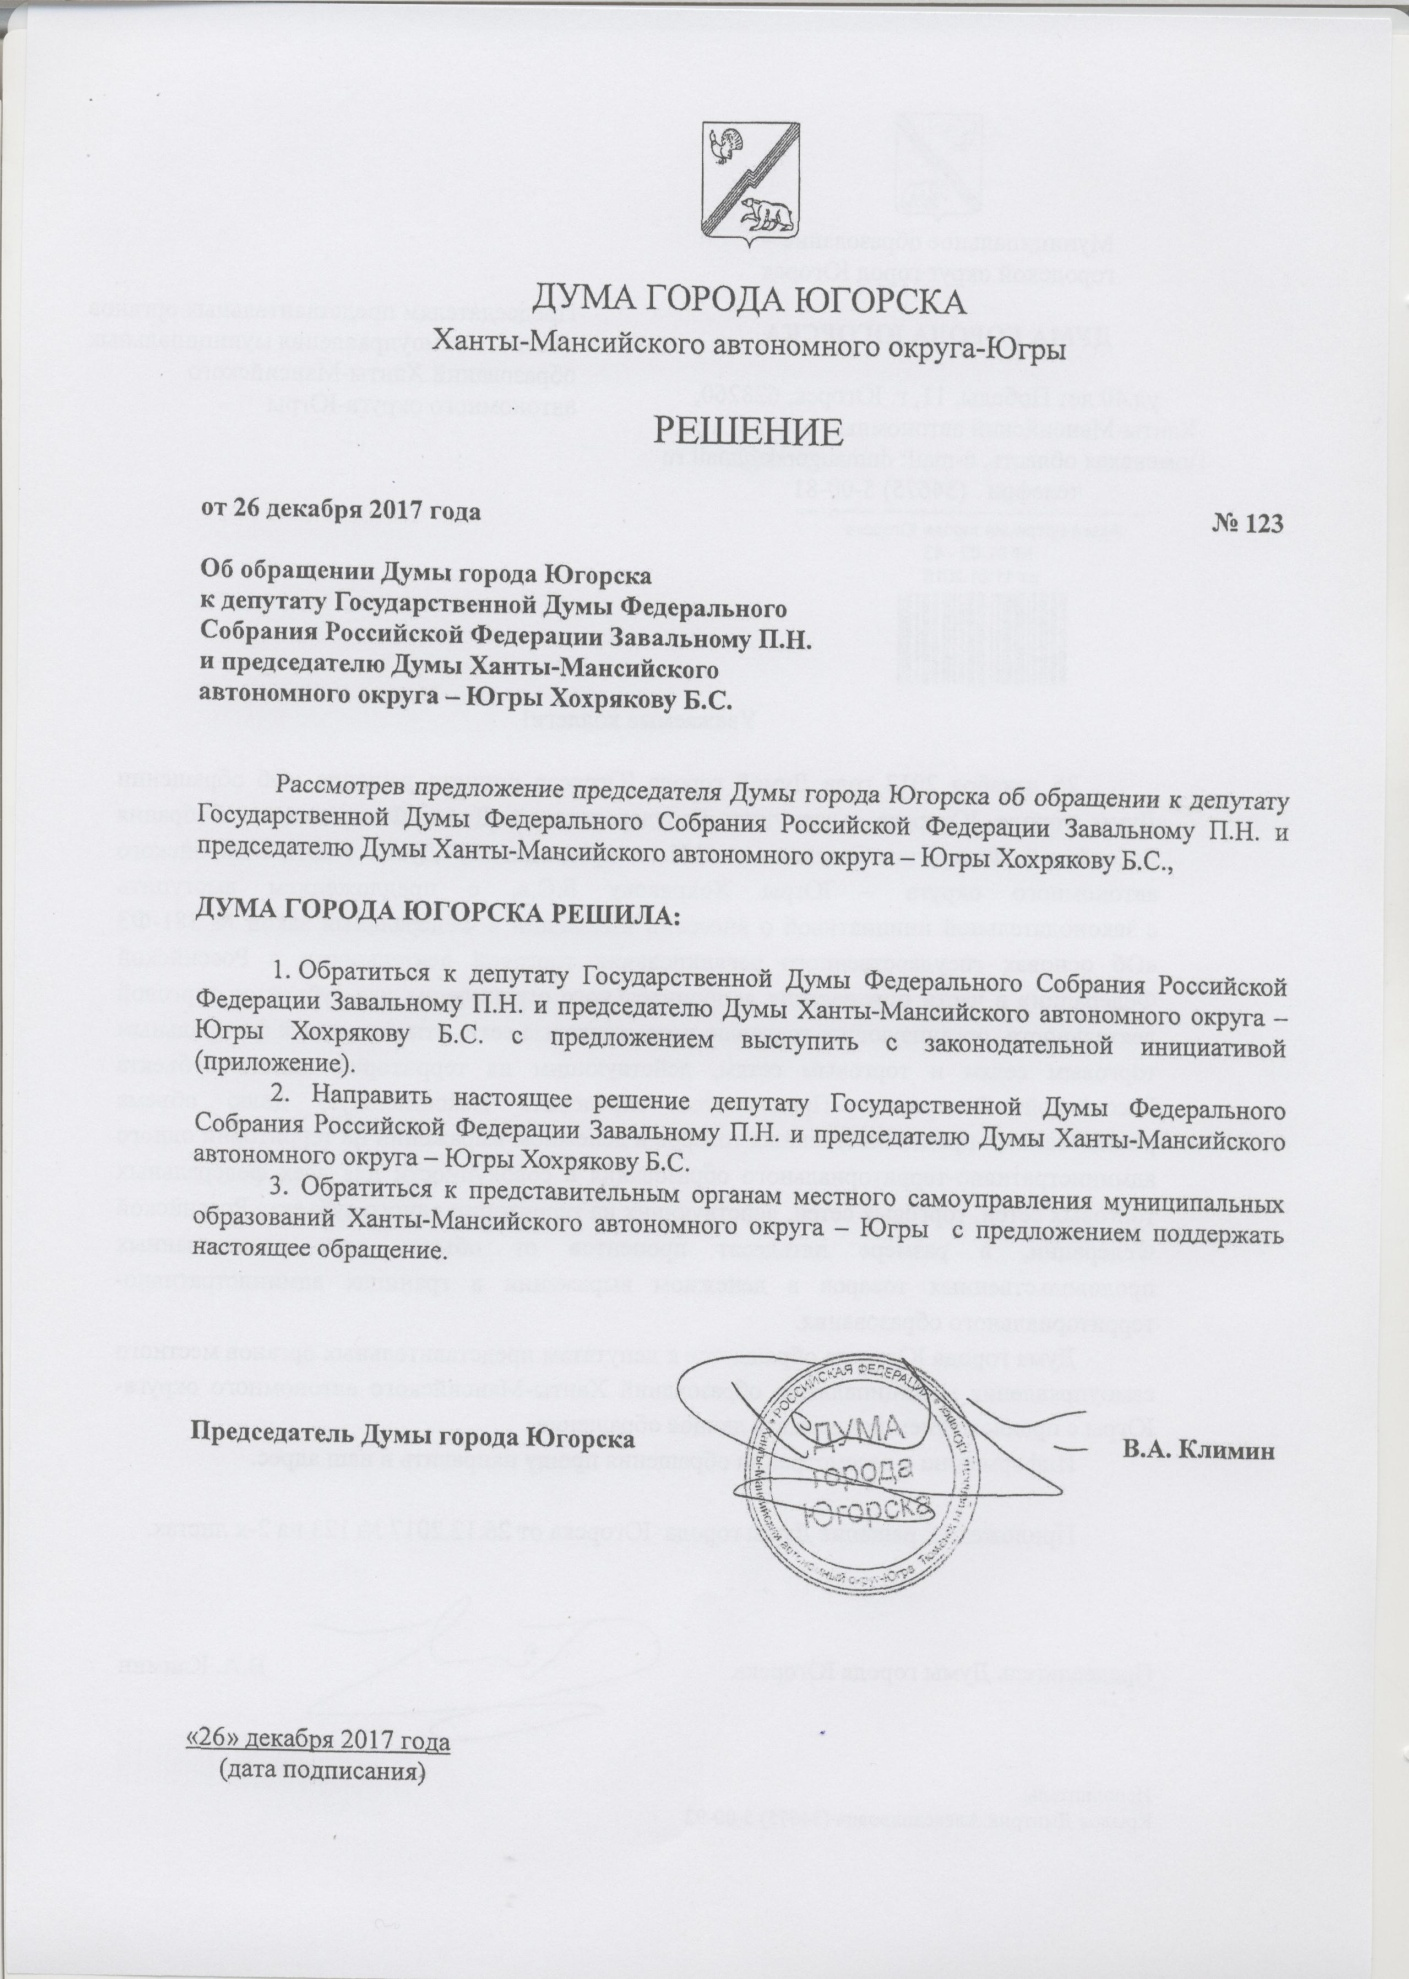 ДУМА ГОРОДА ЮГОРСКА
Ханты-Мансийского автономного округа-Югры
РЕШЕНИЕ
от 26 декабря 2017 года
№ 123
Об обращении Думы города Югорска
к депутату Государственной Думы Федерального
Собрания Российской Федерации Завальному П.Н.
и председателю Думы Ханты-Мансийского
автономного округа – Югры Хохрякову Б.С.
Рассмотрев предложение председателя Думы города Югорска об обращении к депутату
Государственной Думы Федерального Собрания Российской Федерации Завальному П.Н. и
председателю Думы Ханты-Мансийского автономного округа – Югры Хохрякову Б.С.,
ДУМА ГОРОДА ЮГОРСКА РЕШИЛА:
1. Обратиться к депутату Государственной Думы Федерального Собрания Российской
Федерации Завальному П.Н. и председателю Думы Ханты-Мансийского автономного округа –
Югры Хохрякову Б.С. с предложением выступить с законодательной инициативой
(приложение).
2. Направить настоящее решение депутату Государственной Думы Федерального
Собрания Российской Федерации Завальному П.Н. и председателю Думы Ханты-Мансийского
автономного округа – Югры Хохрякову Б.С.
3. Обратиться к представительным органам местного самоуправления муниципальных
образований Ханты-Мансийского автономного округа – Югры с предложением поддержать
настоящее обращение.
Председатель Думы города Югорска
В.А. Климин
РОССИЙСКАЯ ФЕДЕРАЦИЯ
Ханты-Мансийский автономный округ-Югра
ДУМА
города
Югорска
«26» декабря 2017 года
(дата подписания)